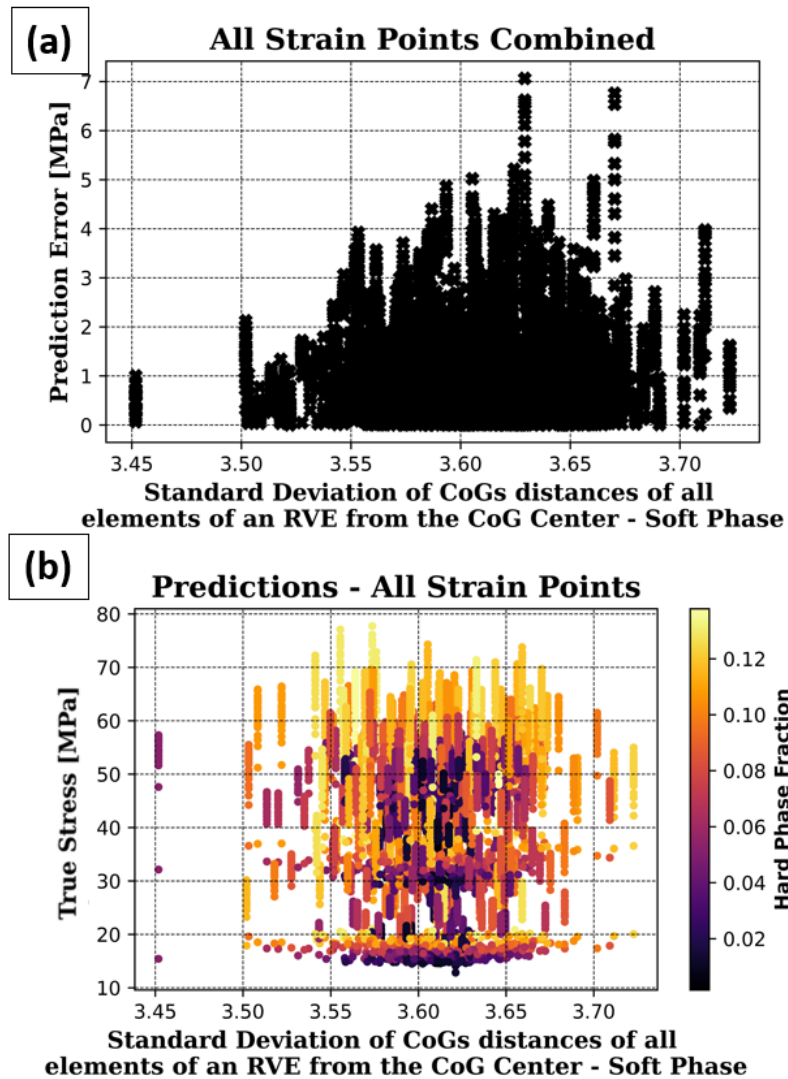 (a)
All Strain Points Combined
Prediction Error [MPa]
7
6
5
4
3
2
1
0
3.45 3.50 3.55 3.60 3.65 3.70
Standard Deviation of CoGs distances of all
elements of an RVE from the CoG Center - Soft Phase
(b)
Predictions - All Strain Points
True Stress [MPa]
80
70
60
50
40
30
20
10
3.45 3.50 3.55 3.60 3.65 3.70
Standard Deviation of CoGs distances of all
elements of an RVE from the CoG Center - Soft Phase
0.12
0.10
0.08
0.06
0.04
0.02
Hard Phase Fraction